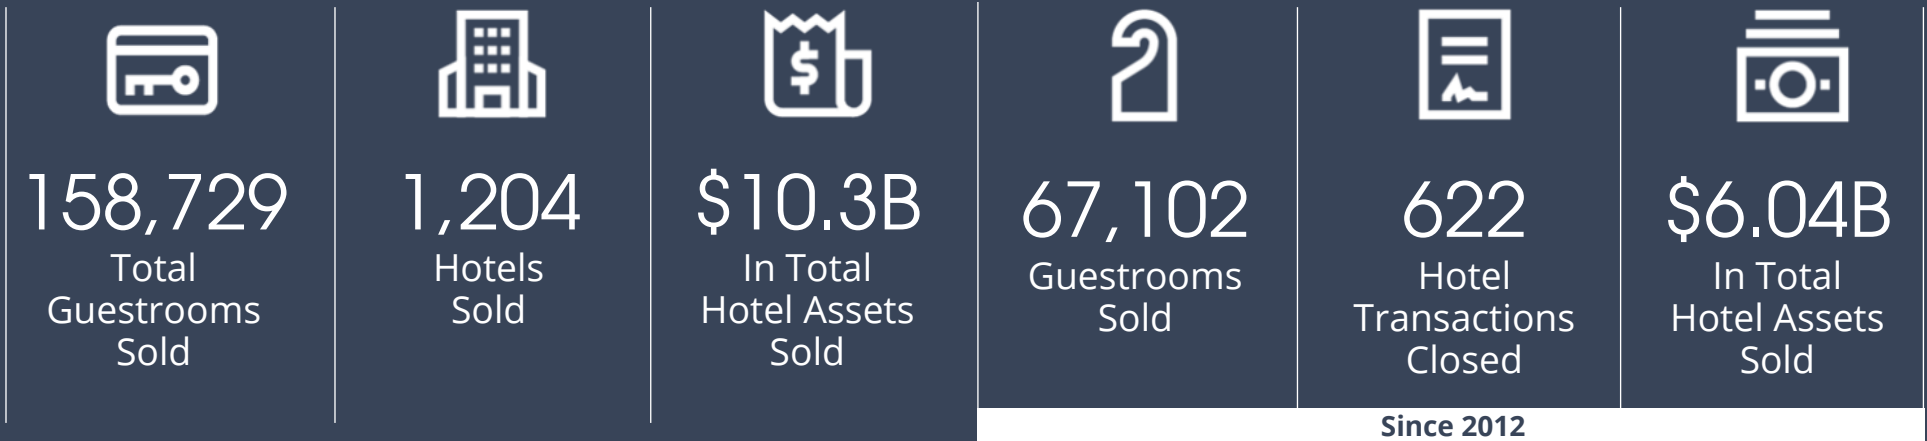 158,729
Total
Guestrooms
Sold
1,204
Hotels
Sold
$10.3B
In Total
Hotel Assets
Sold
67,102
Guestrooms
Sold
622
Hotel
Transactions
Closed
$6.04B
In Total
Hotel Assets
Sold
Since 2012